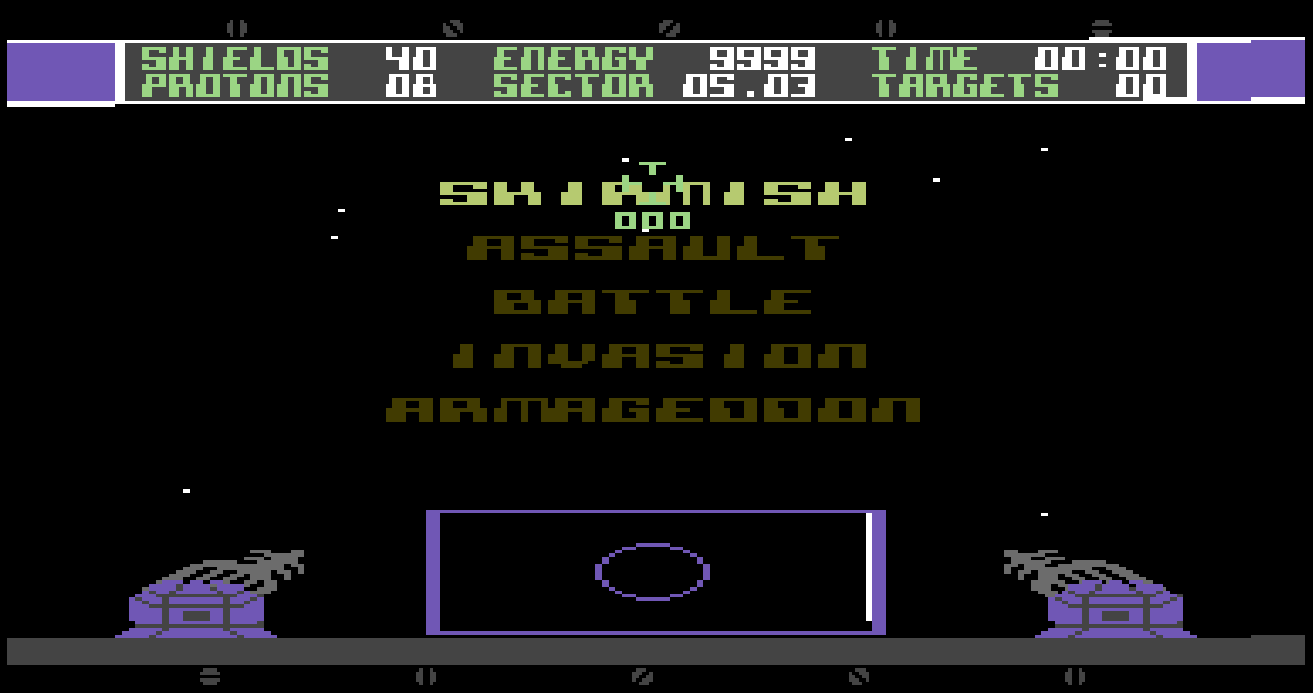 SHIELDS 40 ENERGY 9999 TIME 00:00
PROTONS 08 SECTOR 05.03 TARGETS 00
SKIRMISH
000
ASSAULT
BATTLE
INVASION
ARMAGEDDON